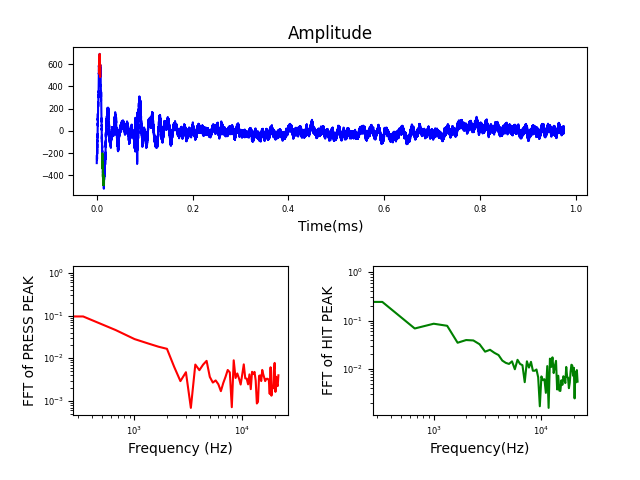 Amplitude
600
400
200
0
−200
−400
0.0 0.2 0.4 0.6 0.8 1.0
Time(ms)
FFT of PRESS PEAK
10⁰
10⁻¹
10⁻²
10⁻³
10³ 10⁴
Frequency (Hz)
FFT of HIT PEAK
10⁰
10⁻¹
10⁻²
10³ 10⁴
Frequency(Hz)